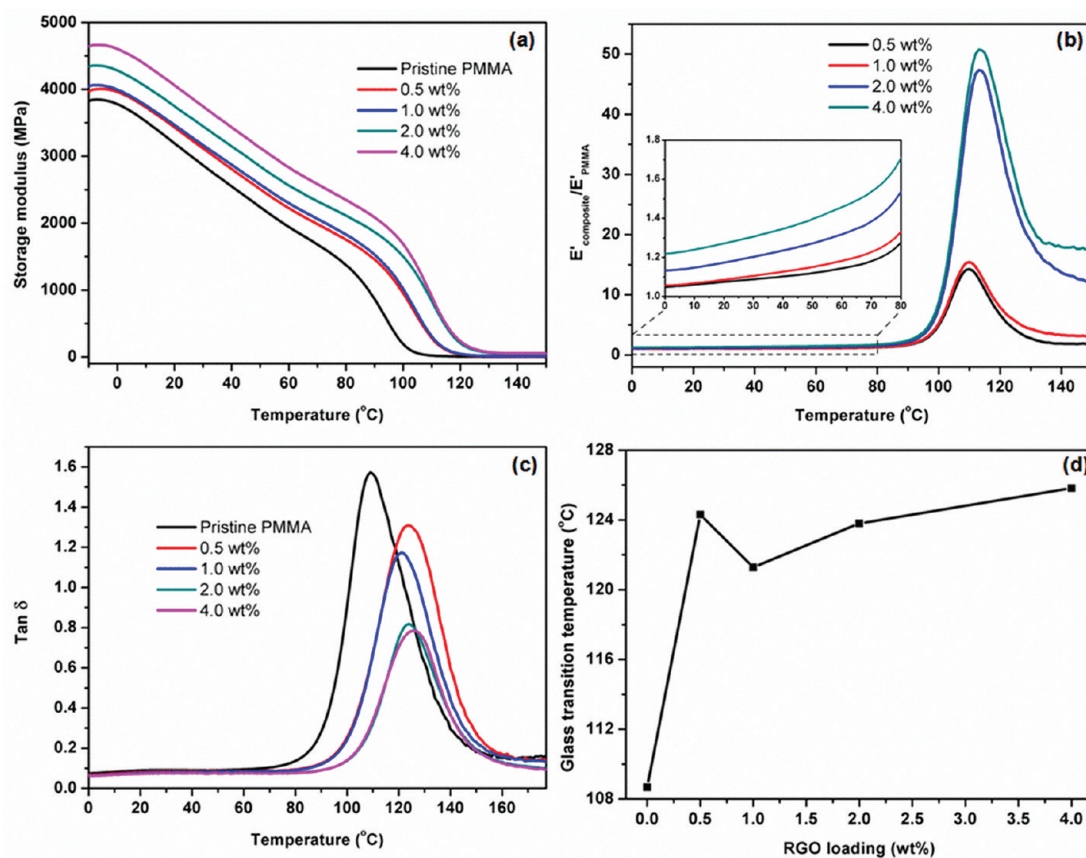 (a)
Storage modulus (MPa)
5000
4000
3000
2000
1000
0
Pristine PMMA
0.5 wt%
1.0 wt%
2.0 wt%
4.0 wt%
0 20 40 60 80 100 120 140
Temperature (°C)
(b)
E'composite/E'PMMA
50
40
30
20
10
0
0.5 wt%
1.0 wt%
2.0 wt%
4.0 wt%
1.8
1.6
1.4
1.2
1.0
0 10 20 30 40 50 60 70 80
0 20 40 60 80 100 120 140
Temperature (°C)
(c)
Tan δ
1.6
1.4
1.2
1.0
0.8
0.6
0.4
0.2
0.0
Pristine PMMA
0.5 wt%
1.0 wt%
2.0 wt%
4.0 wt%
0 20 40 60 80 100 120 140 160
Temperature (°C)
(d)
Glass transition temperature (°C)
128
124
120
116
112
108
0.0 0.5 1.0 1.5 2.0 2.5 3.0 3.5 4.0
RGO loading (wt%)